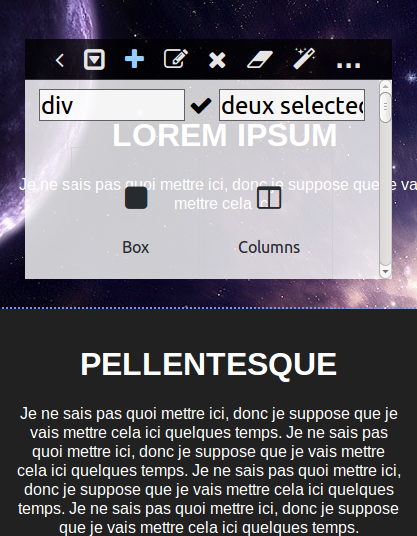 div
deux selected
LOREM IPSUM
Je ne sais pas quoi mettre ici, donc je suppose que je va
mettre cela ici
Box
Columns
PELLENTESQUE
Je ne sais pas quoi mettre ici, donc je suppose que je
vais mettre cela ici quelques temps. Je ne sais pas
quoi mettre ici, donc je suppose que je vais mettre
cela ici quelques temps. Je ne sais pas quoi mettre ici,
donc je suppose que je vais mettre cela ici quelques
temps. Je ne sais pas quoi mettre ici, donc je suppose
que je vais mettre cela ici quelques temps.